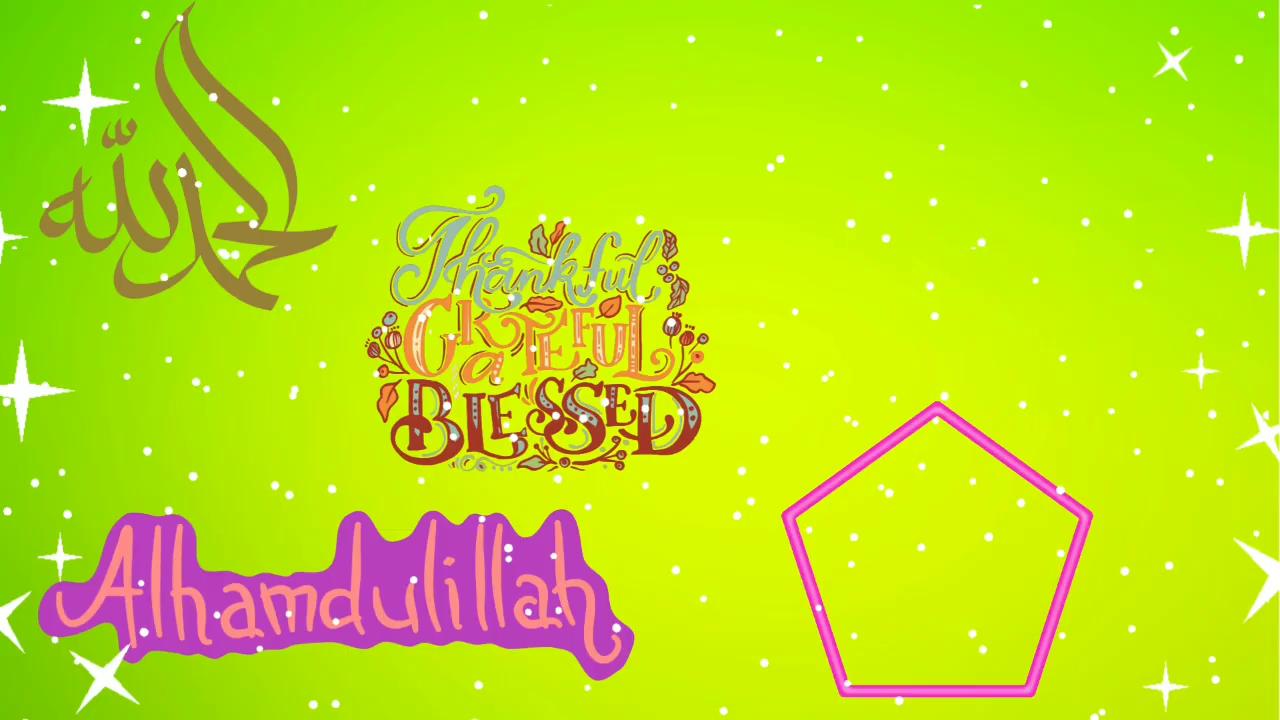 الحمد لله
Thankful
GRaTEFUL
BLESSED
Alhamdulillah